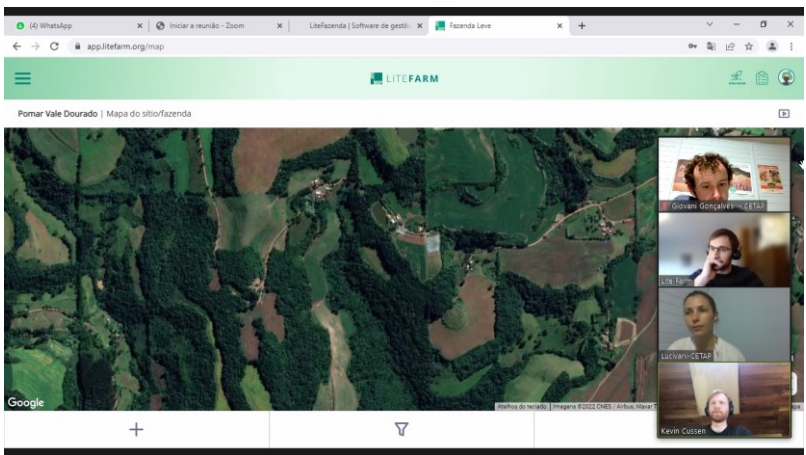 (4) WhatsApp
Iniciar a reunião - Zoom
LiteFazenda | Software de gestão
Fazenda Leve
app.litefarm.org/map
LITEFARM
Pomar Vale Dourado | Mapa do sítio/fazenda
Giovani Gonçalves - CETAP
Lite Farm
Lucivani-CETAP
Kevin Cussen
Google
Atalhos do teclado
Imagens ©2022 CNES / Airbus, Maxar T